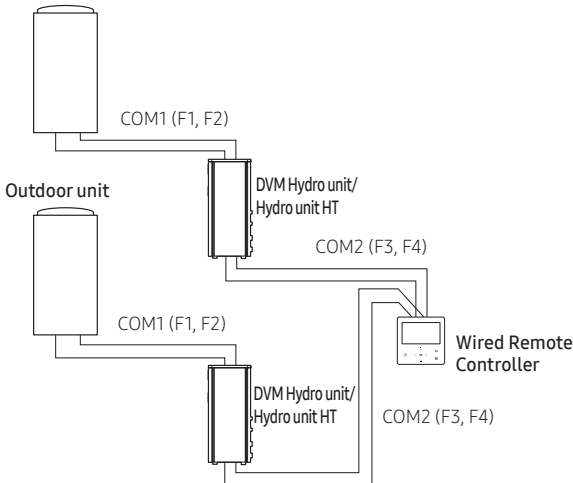 COM1 (F1, F2)
Outdoor unit
DVM Hydro unit/
Hydro unit HT
COM2 (F3, F4)
COM1 (F1, F2)
Wired Remote
Controller
DVM Hydro unit/
Hydro unit HT
COM2 (F3, F4)